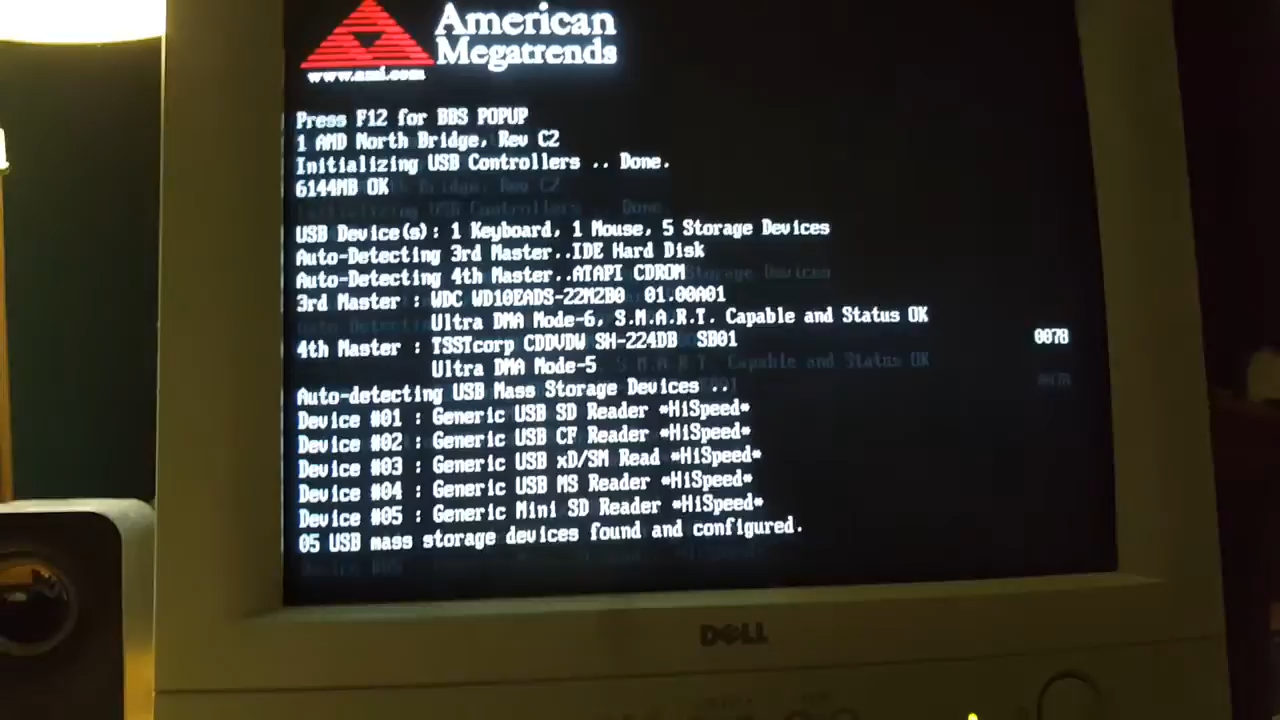 American
Megatrends
www.ami.com
Press F12 for BBS POPUP
1 AMD North Bridge, Rev C2
Initializing USB Controllers .. Done.
6144MB OK
USB Device(s): 1 Keyboard, 1 Mouse, 5 Storage Devices
Auto-Detecting 3rd Master..IDE Hard Disk
Auto-Detecting 4th Master..ATAPI CDROM
3rd Master : WDC WD10EADS-22M2B0 01.00A01
Ultra DMA Mode-6, S.M.A.R.T. Capable and Status OK
4th Master : TSSTcorp CDDVDW SH-224DB SB01
0078
Ultra DMA Mode-5
Auto-detecting USB Mass Storage Devices ..
Device #01 : Generic USB SD Reader *HiSpeed*
Device #02 : Generic USB CF Reader *HiSpeed*
Device #03 : Generic USB xD/SM Read *HiSpeed*
Device #04 : Generic USB MS Reader *HiSpeed*
Device #05 : Generic Mini SD Reader *HiSpeed*
05 USB mass storage devices found and configured.
DELL